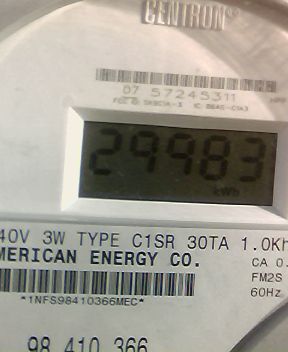 CENTRON®
07 57245311
29983
kWh
40V 3W TYPE C1SR 30TA 1.0Kh
MERICAN ENERGY CO.
CA 0.
FM2S
*1NFS98410366MEC*
60Hz
98 410 366